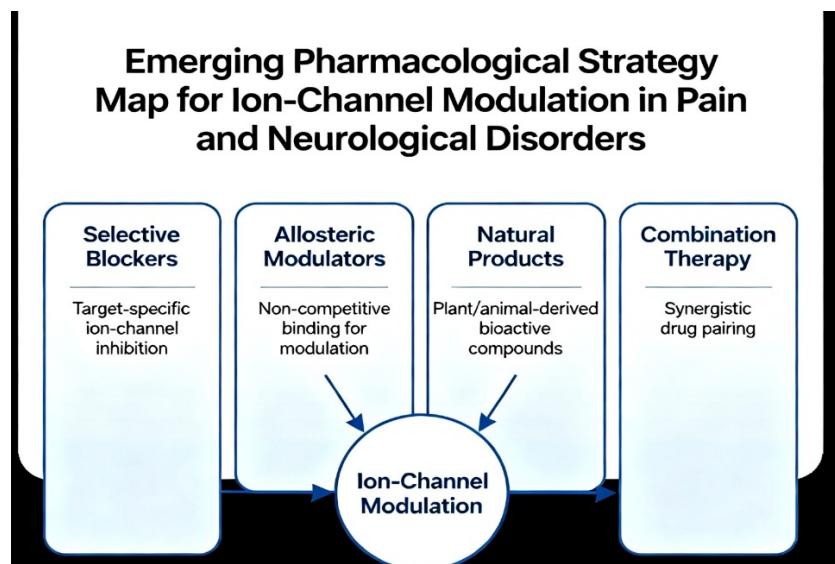 Emerging Pharmacological Strategy
Map for Ion-Channel Modulation in Pain
and Neurological Disorders
Selective
Blockers
Target-specific
ion-channel
inhibition
Allosteric
Modulators
Non-competitive
binding for
modulation
Natural
Products
Plant/animal-derived
bioactive
compounds
Combination
Therapy
Synergistic
drug pairing
Ion-Channel
Modulation